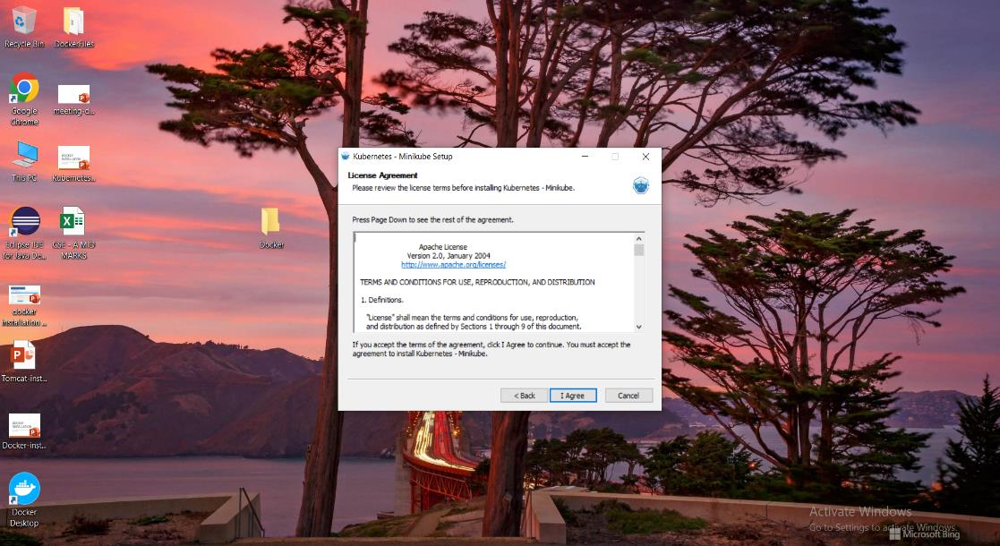 Recycle Bin
DockerFiles
Google
Chrome
meeting-d...
This PC
Kubernetes...
Eclipse IDE
for Java De...
CSE - A MID
MARKS
Docker
docker
installation ...
Tomcat-inst...
Docker-inst...
Docker
Desktop
Kubernetes - Minikube Setup
License Agreement
Please review the license terms before installing Kubernetes - Minikube.
Press Page Down to see the rest of the agreement.
Apache License
Version 2.0, January 2004
http://www.apache.org/licenses/
TERMS AND CONDITIONS FOR USE, REPRODUCTION, AND DISTRIBUTION
1. Definitions.
"License" shall mean the terms and conditions for use, reproduction,
and distribution as defined by Sections 1 through 9 of this document.
If you accept the terms of the agreement, click I Agree to continue. You must accept the
agreement to install Kubernetes - Minikube.
< Back
I Agree
Cancel
Activate Windows
Go to Settings to activate Windows.
Microsoft Bing